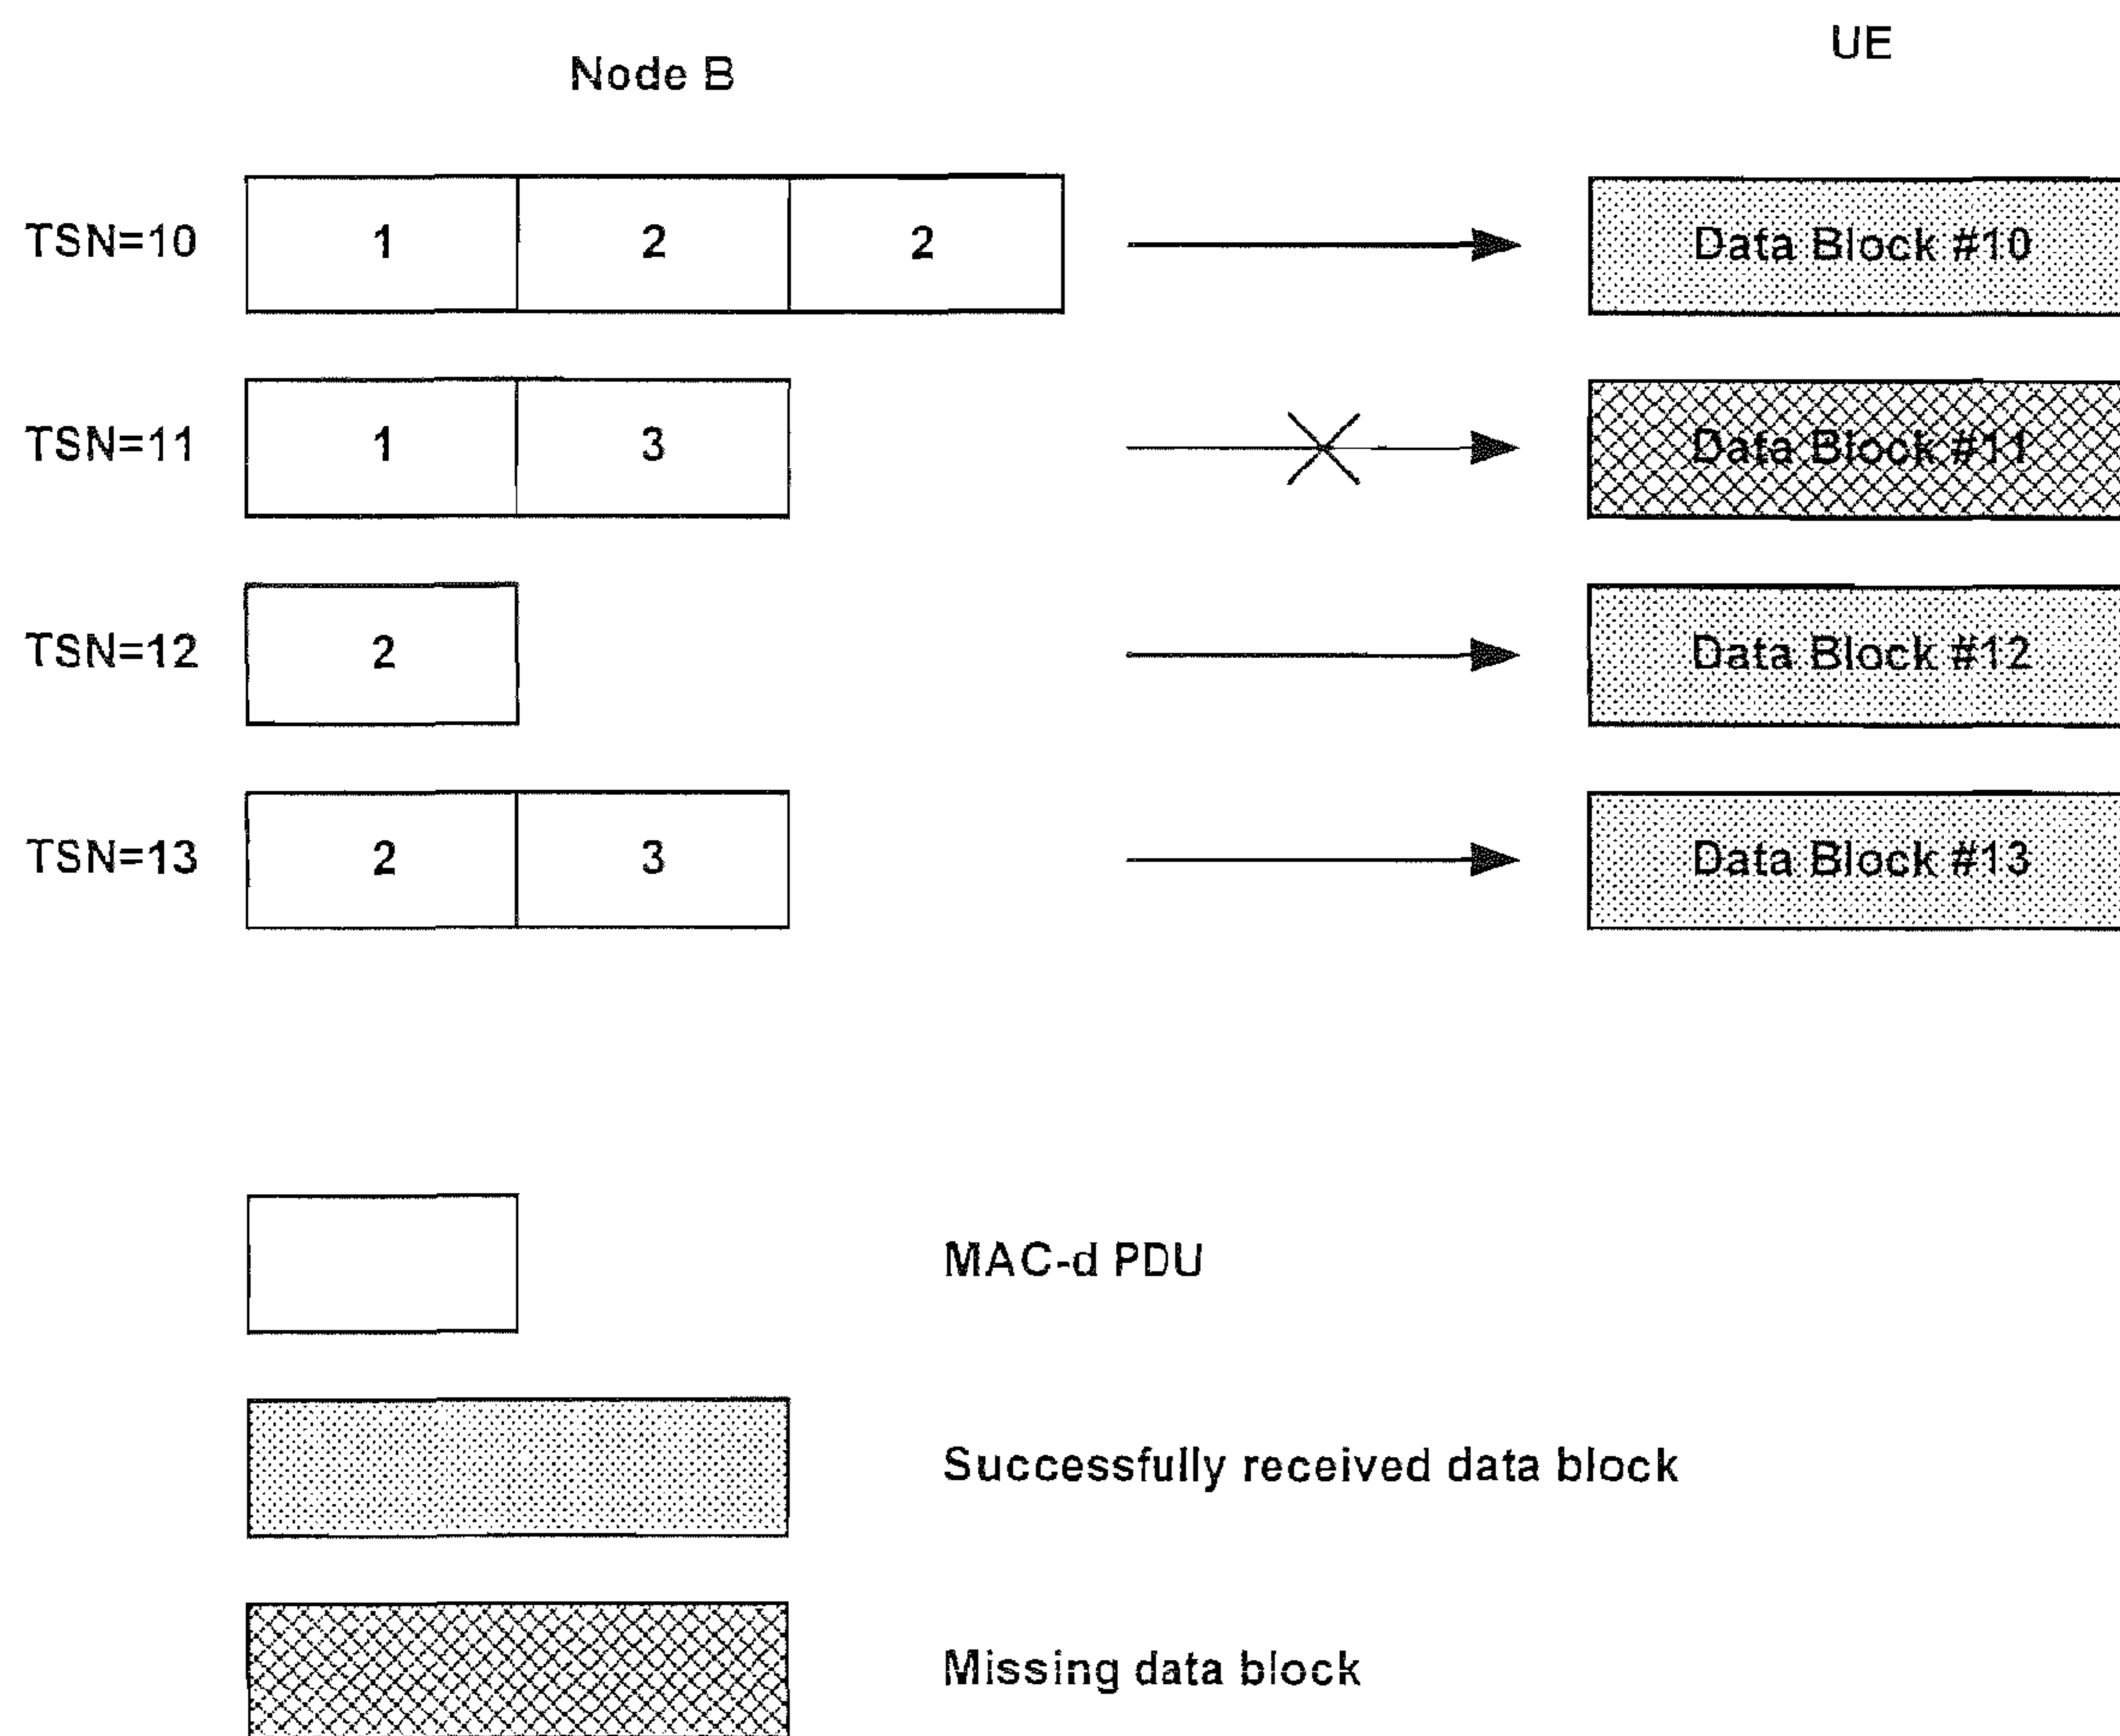 Node B
UE
TSN=10 1 2 2 Data Block #10
TSN=11 1 3 Data Block #11
TSN=12 2 Data Block #12
TSN=13 2 3 Data Block #13
MAC-d PDU
Successfully received data block
Missing data block